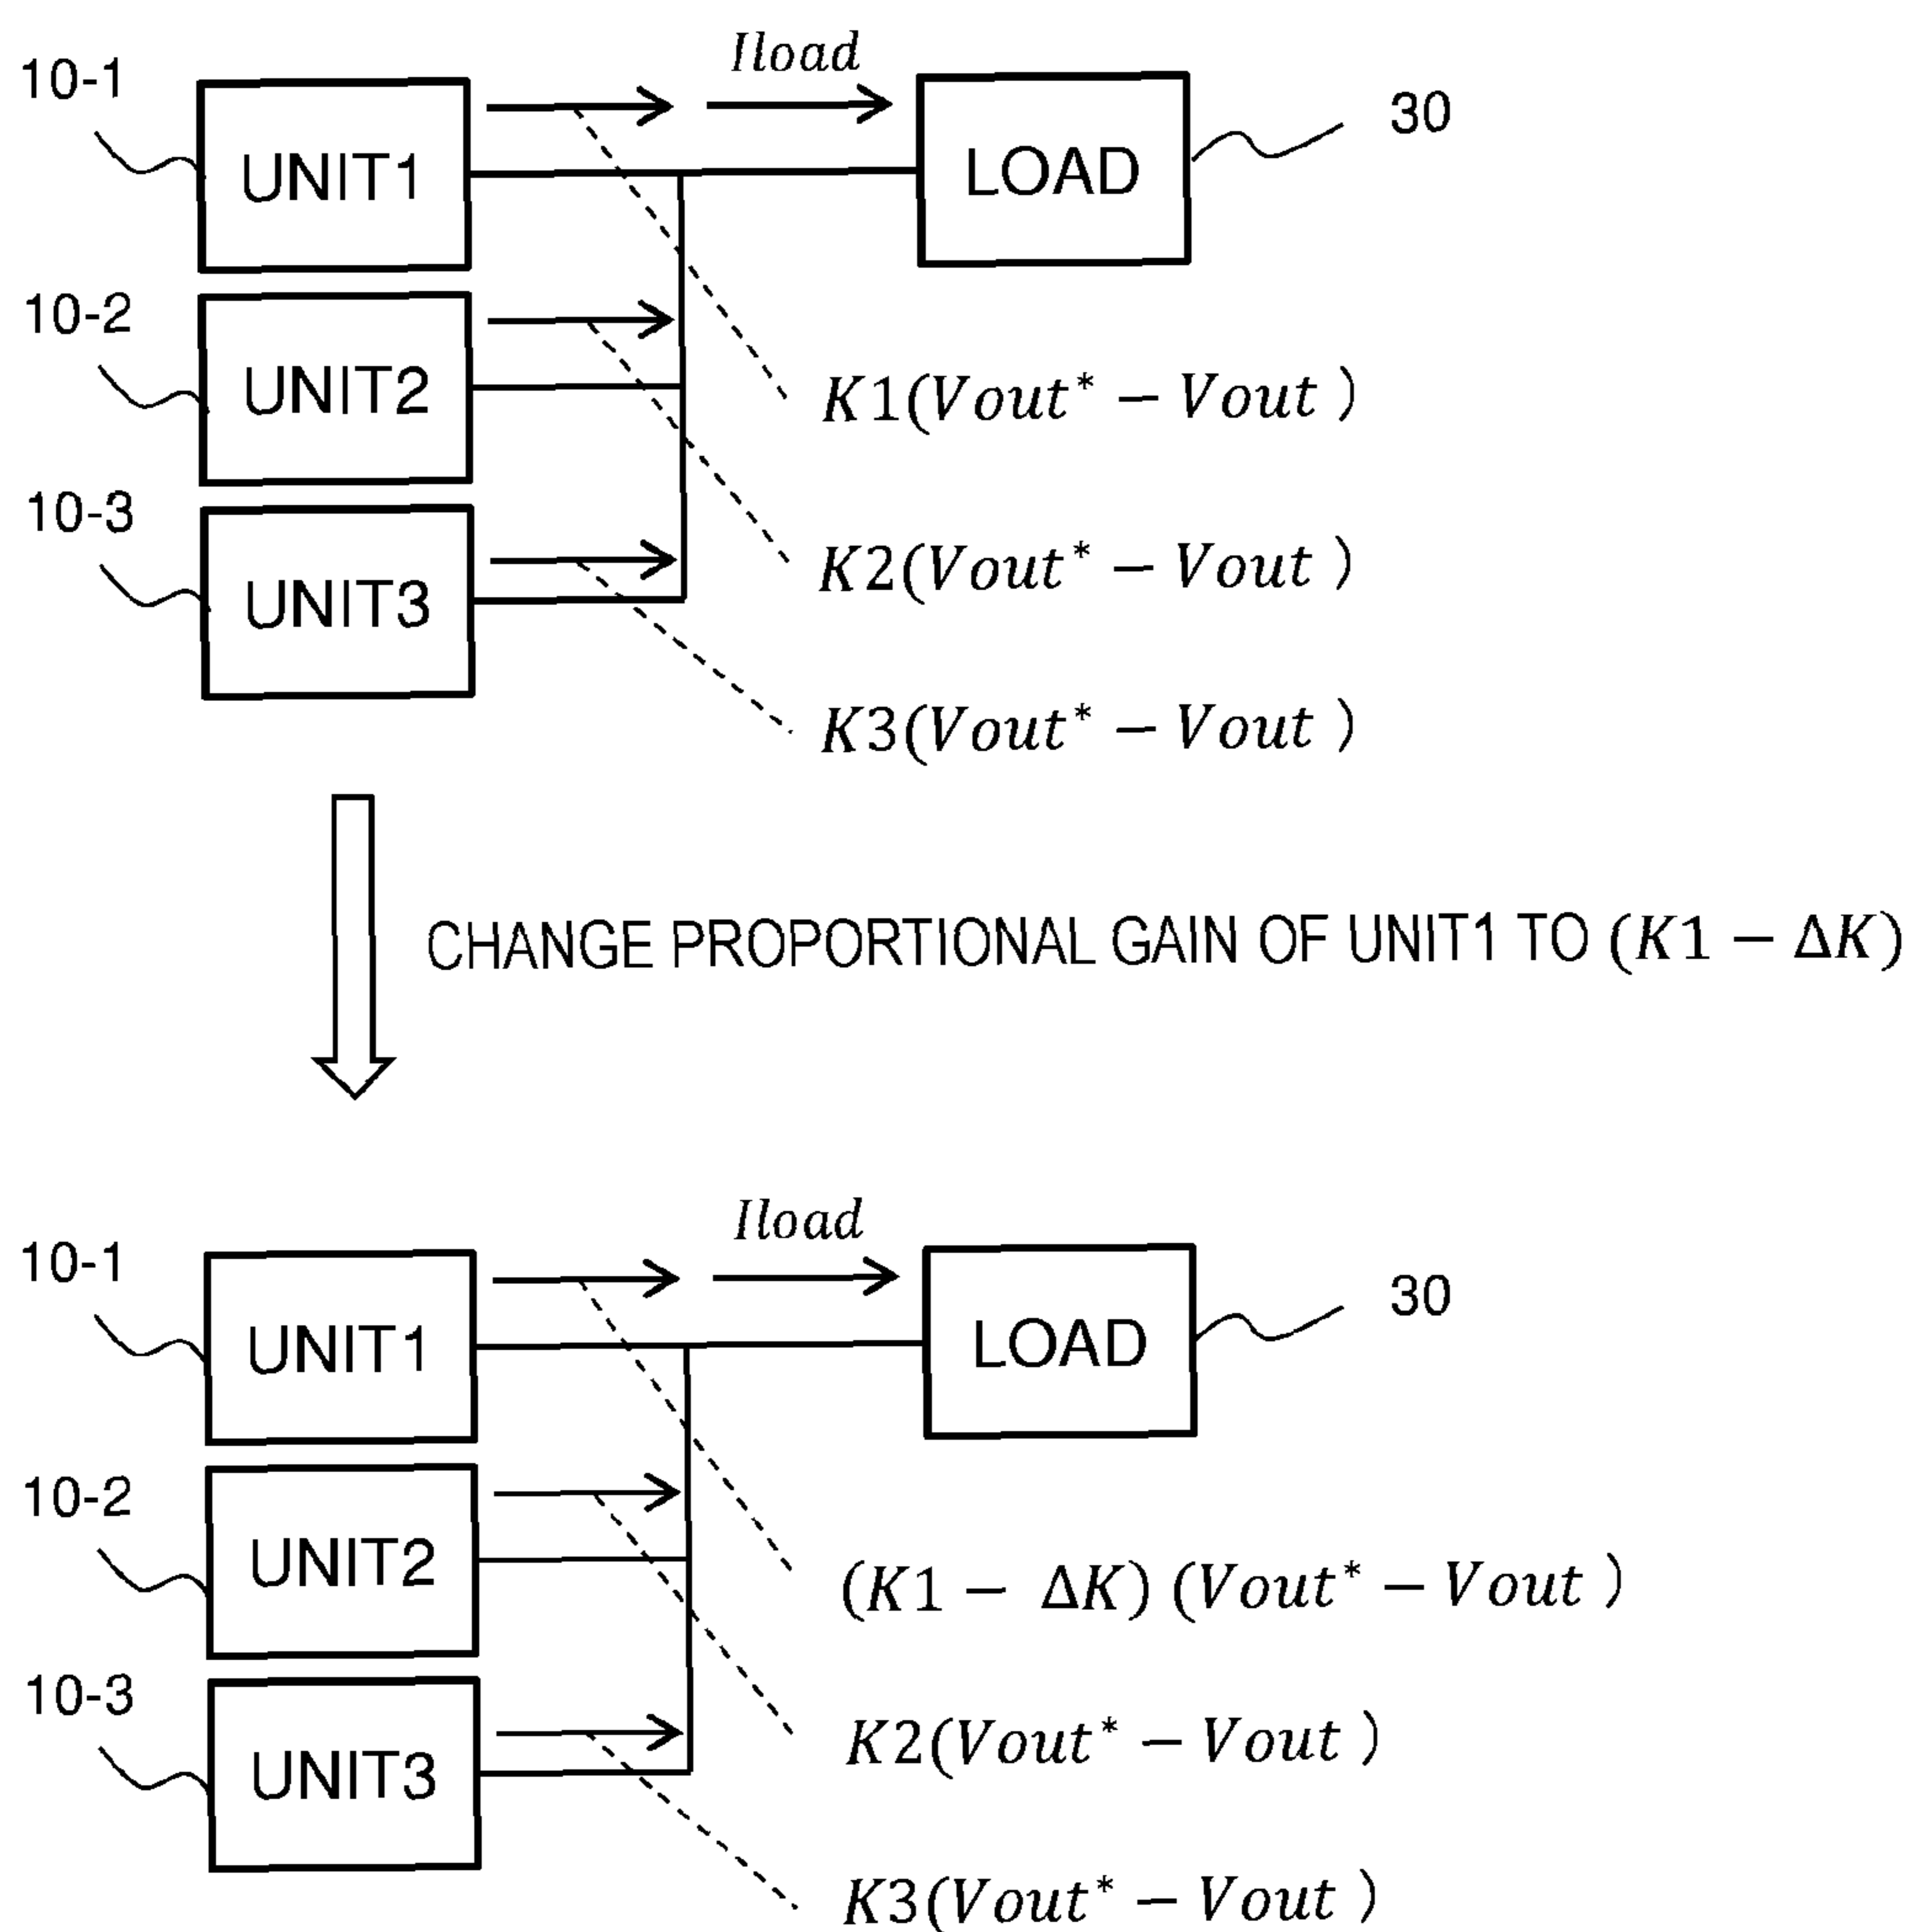 Iload
10-1
UNIT1
LOAD
30
10-2
UNIT2
K1(Vout* − Vout )
10-3
UNIT3
K2(Vout* − Vout )
K3(Vout* − Vout )
CHANGE PROPORTIONAL GAIN OF UNIT1 TO (K1 − ΔK)
Iload
10-1
UNIT1
LOAD
30
10-2
UNIT2
(K1 − ΔK) (Vout* − Vout )
10-3
UNIT3
K2(Vout* − Vout )
K3(Vout* − Vout )